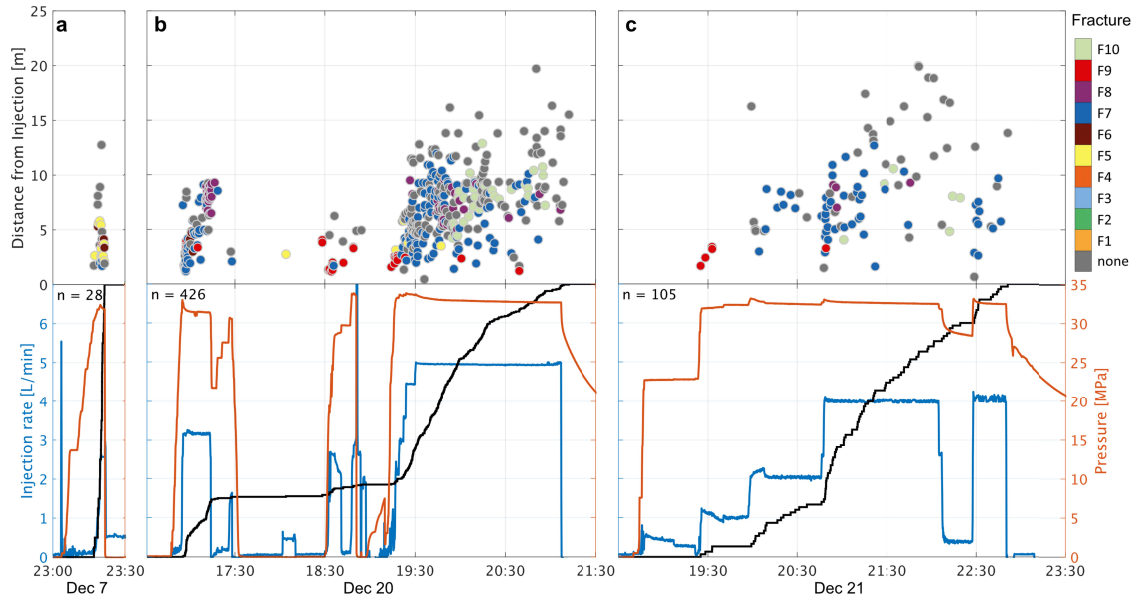 a
b
c
Fracture
Distance from Injection [m]
25
20
15
10
5
0
F10
F9
F8
F7
F6
F5
F4
F3
F2
F1
none
n = 28
n = 426
n = 105
Injection rate [L/min]
6
5
4
3
2
1
0
35
30
25
20
15
10
5
0
Pressure [MPa]
23:00
23:30
17:30
18:30
19:30
20:30
21:30
19:30
20:30
21:30
22:30
23:30
Dec 7
Dec 20
Dec 21